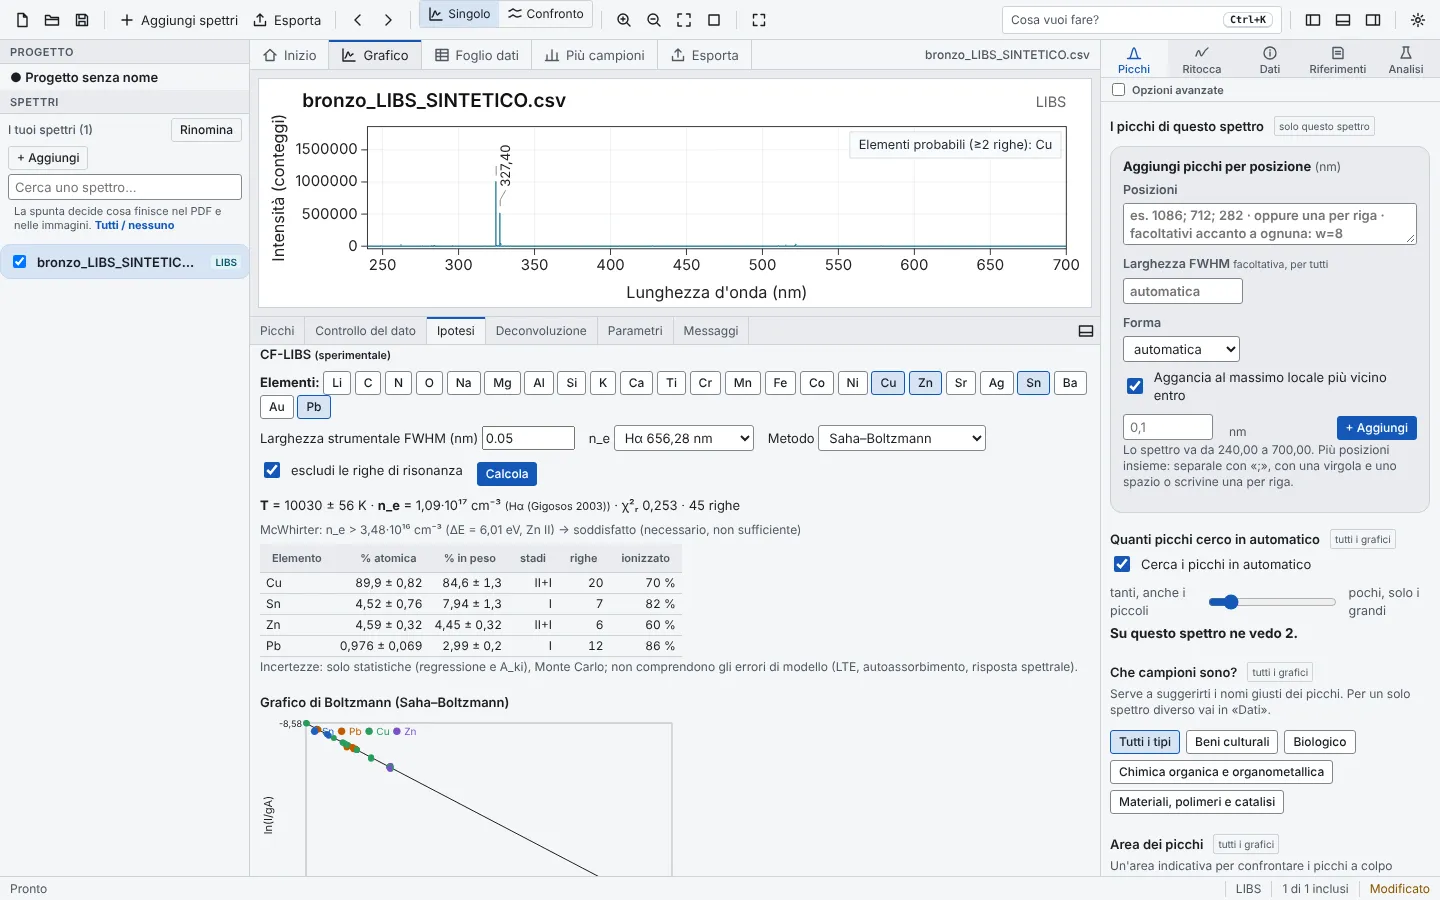 Aggiungi spettri
Esporta
Singolo
Confronto
Cosa vuoi fare?
Ctrl+K
PROGETTO
● Progetto senza nome
SPETTRI
I tuoi spettri (1)
Rinomina
+ Aggiungi
Cerca uno spettro...
La spunta decide cosa finisce nel PDF e
nelle immagini. Tutti / nessuno
bronzo_LIBS_SINTETIC...
LIBS
Inizio
Grafico
Foglio dati
Più campioni
Esporta
bronzo_LIBS_SINTETICO.csv
bronzo_LIBS_SINTETICO.csv
LIBS
Elementi probabili (≥2 righe): Cu
327,40
Intensità (conteggi)
1500000
1000000
500000
0
250 300 350 400 450 500 550 600 650 700
Lunghezza d'onda (nm)
Picchi
Controllo del dato
Ipotesi
Deconvoluzione
Parametri
Messaggi
CF-LIBS (sperimentale)
Elementi: Li C N O Na Mg Al Si K Ca Ti Cr Mn Fe Co Ni Cu Zn Sr Ag Sn Ba
Au Pb
Larghezza strumentale FWHM (nm) 0.05 n_e Hα 656,28 nm Metodo Saha–Boltzmann
escludi le righe di risonanza Calcola
T = 10030 ± 56 K · n_e = 1,09·10¹⁷ cm⁻³ (Hα (Gigosos 2003)) · χ²ᵣ 0,253 · 45 righe
McWhirter: n_e > 3,48·10¹⁶ cm⁻³ (ΔE = 6,01 eV, Zn II) → soddisfatto (necessario, non sufficiente)
Elemento % atomica % in peso stadi righe ionizzato
Cu 89,9 ± 0,82 84,6 ± 1,3 II+I 20 70 %
Sn 4,52 ± 0,76 7,94 ± 1,3 I 7 82 %
Zn 4,59 ± 0,32 4,45 ± 0,32 II+I 6 60 %
Pb 0,976 ± 0,069 2,99 ± 0,2 I 12 86 %
Incertezze: solo statistiche (regressione e A_ki), Monte Carlo; non comprendono gli errori di modello (LTE, autoassorbimento, risposta spettrale).
Grafico di Boltzmann (Saha–Boltzmann)
-8,58
Sn Pb Cu Zn
ln(I/gA)
Picchi
Ritocca
Dati
Riferimenti
Analisi
Opzioni avanzate
I picchi di questo spettro solo questo spettro
Aggiungi picchi per posizione (nm)
Posizioni
es. 1086; 712; 282 · oppure una per riga ·
facoltativi accanto a ognuna: w=8
Larghezza FWHM facoltativa, per tutti
automatica
Forma
automatica
Aggancia al massimo locale più vicino
entro
0,1 nm + Aggiungi
Lo spettro va da 240,00 a 700,00. Più posizioni
insieme: separale con «;», con una virgola e uno
spazio o scrivine una per riga.
Quanti picchi cerco in automatico tutti i grafici
Cerca i picchi in automatico
tanti, anche i
piccoli
pochi, solo i
grandi
Su questo spettro ne vedo 2.
Che campioni sono? tutti i grafici
Serve a suggerirti i nomi giusti dei picchi. Per un solo
spettro diverso vai in «Dati».
Tutti i tipi Beni culturali Biologico
Chimica organica e organometallica
Materiali, polimeri e catalisi
Area dei picchi tutti i grafici
Un'area indicativa per confrontare i picchi a colpo
Pronto
LIBS
1 di 1 inclusi
Modificato